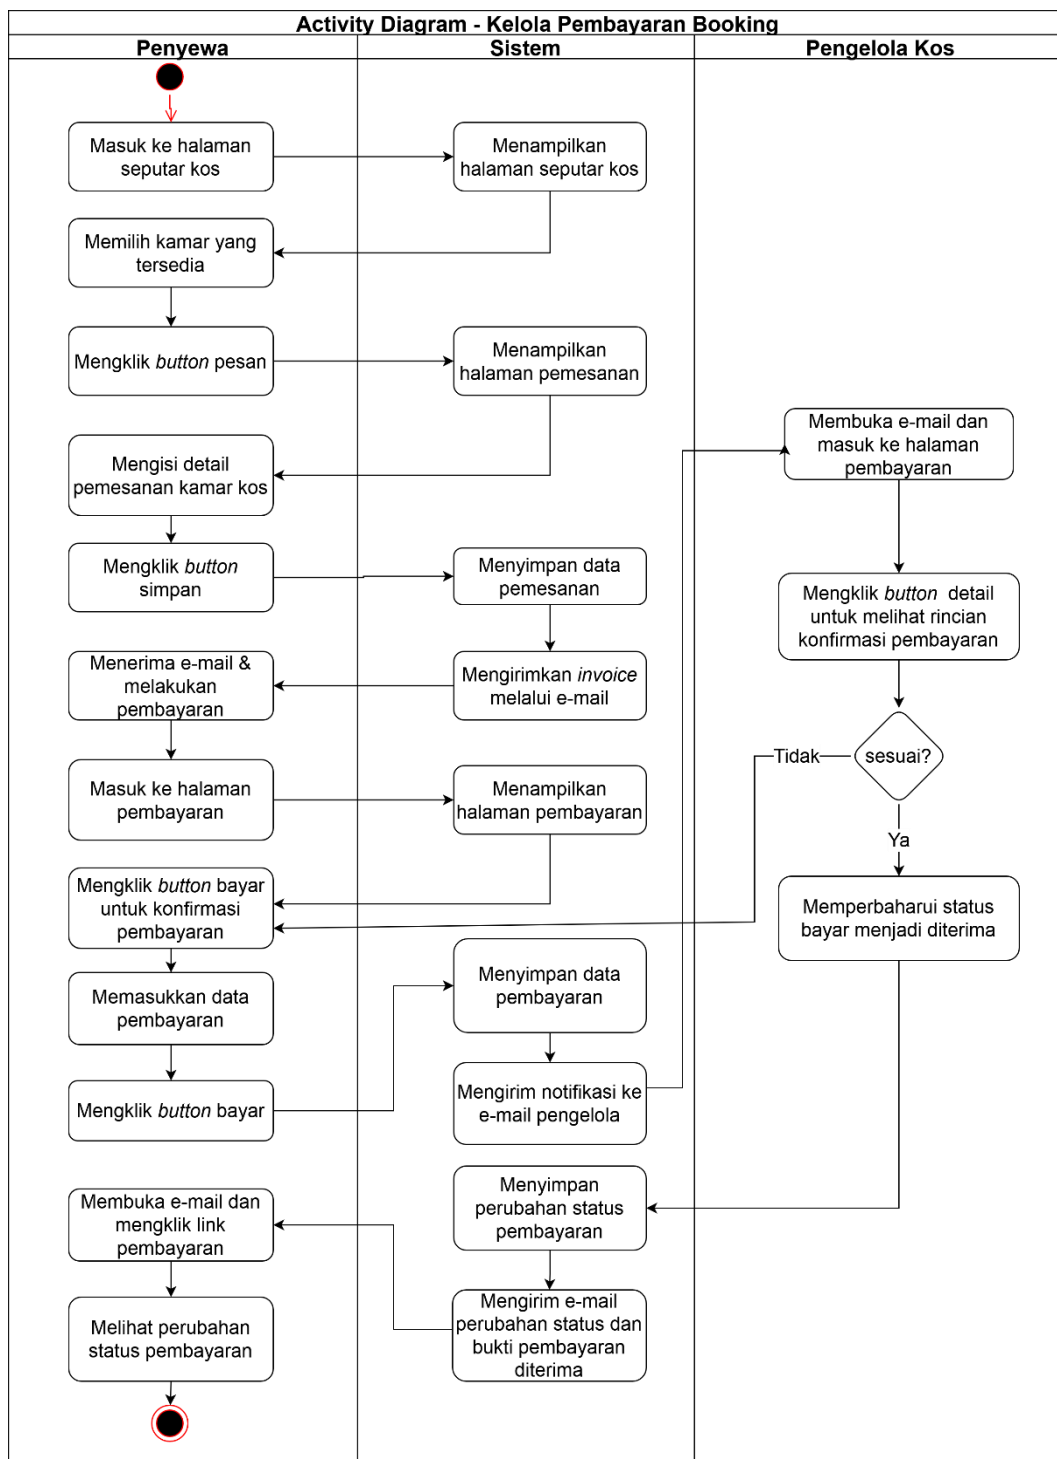 Activity Diagram - Kelola Pembayaran Booking
Penyewa
Sistem
Pengelola Kos
Masuk ke halaman
seputar kos
Menampilkan
halaman seputar kos
Memilih kamar yang
tersedia
Mengklik button pesan
Menampilkan
halaman pemesanan
Mengisi detail
pemesanan kamar kos
Mengklik button
simpan
Menyimpan data
pemesanan
Mengirimkan invoice
melalui e-mail
Menerima e-mail &
melakukan
pembayaran
Masuk ke halaman
pembayaran
Menampilkan
halaman pembayaran
Mengklik button bayar
untuk konfirmasi
pembayaran
Memasukkan data
pembayaran
Mengklik button bayar
Menyimpan data
pembayaran
Mengirim notifikasi ke
e-mail pengelola
Membuka e-mail dan
masuk ke halaman
pembayaran
Mengklik button detail
untuk melihat rincian
konfirmasi pembayaran
sesuai?
Tidak
Ya
Memperbaharui status
bayar menjadi diterima
Menyimpan
perubahan status
pembayaran
Mengirim e-mail
perubahan status dan
bukti pembayaran
diterima
Membuka e-mail dan
mengklik link
pembayaran
Melihat perubahan
status pembayaran